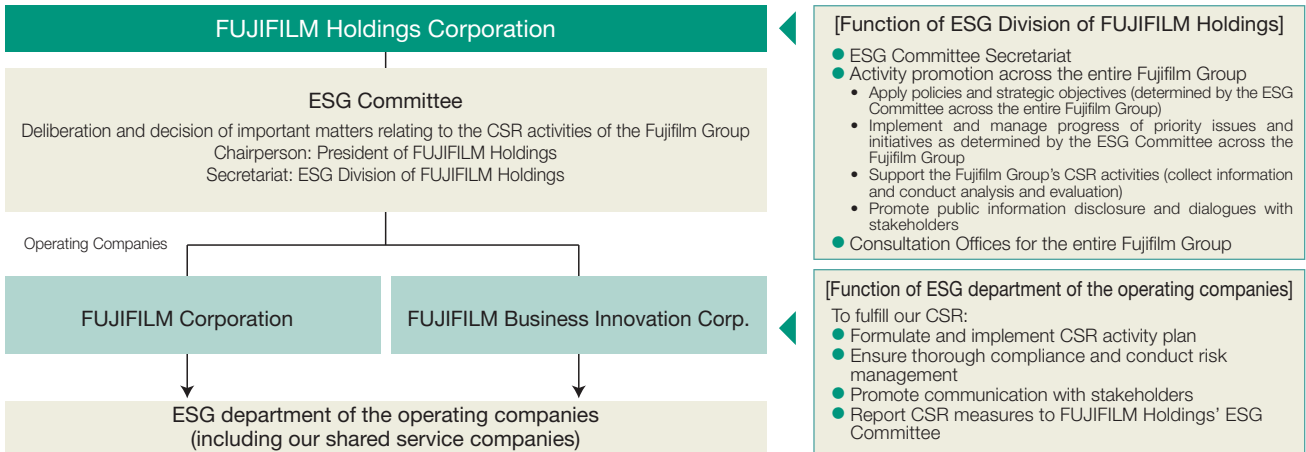 FUJIFILM Holdings Corporation
ESG Committee
Deliberation and decision of important matters relating to the CSR activities of the Fujifilm Group
Chairperson: President of FUJIFILM Holdings
Secretariat: ESG Division of FUJIFILM Holdings
Operating Companies
FUJIFILM Corporation
FUJIFILM Business Innovation Corp.
ESG department of the operating companies
(including our shared service companies)
[Function of ESG Division of FUJIFILM Holdings]
● ESG Committee Secretariat
● Activity promotion across the entire Fujifilm Group
• Apply policies and strategic objectives (determined by the ESG
Committee across the entire Fujifilm Group)
• Implement and manage progress of priority issues and
initiatives as determined by the ESG Committee across the
Fujifilm Group
• Support the Fujifilm Group's CSR activities (collect information
and conduct analysis and evaluation)
• Promote public information disclosure and dialogues with
stakeholders
● Consultation Offices for the entire Fujifilm Group
[Function of ESG department of the operating companies]
To fulfill our CSR:
● Formulate and implement CSR activity plan
● Ensure thorough compliance and conduct risk
management
● Promote communication with stakeholders
● Report CSR measures to FUJIFILM Holdings' ESG
Committee